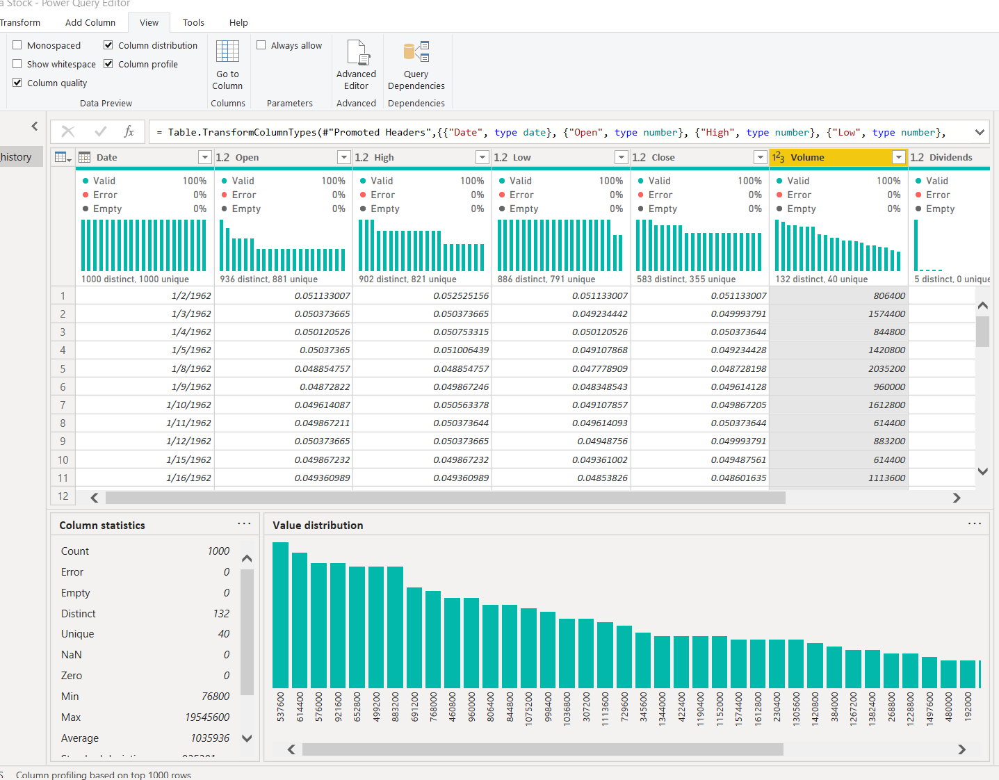 a Stock - Power Query Editor
Transform Add Column View Tools Help
Monospaced Column distribution Always allow
Show whitespace Column profile
Column quality
Go to Column
Advanced Editor
Query Dependencies
Data Preview Columns Parameters Advanced Dependencies
fx = Table.TransformColumnTypes(#"Promoted Headers",{{"Date", type date}, {"Open", type number}, {"High", type number}, {"Low", type number},
history
Date 1.2 Open 1.2 High 1.2 Low 1.2 Close 123 Volume 1.2 Dividends
Valid 100% Valid 100% Valid 100% Valid 100% Valid 100% Valid 100% Valid
Error 0% Error 0% Error 0% Error 0% Error 0% Error 0% Error
Empty 0% Empty 0% Empty 0% Empty 0% Empty 0% Empty 0% Empty
1000 distinct, 1000 unique 936 distinct, 881 unique 902 distinct, 821 unique 886 distinct, 791 unique 583 distinct, 355 unique 132 distinct, 40 unique 5 distinct, 0 unique
1 1/2/1962 0.051133007 0.052525156 0.051133007 0.051133007 806400
2 1/3/1962 0.050373665 0.050373665 0.049234442 0.049993791 1574400
3 1/4/1962 0.050120526 0.050753315 0.050120526 0.050373644 844800
4 1/5/1962 0.05037365 0.051006439 0.049107868 0.049234428 1420800
5 1/8/1962 0.048854757 0.048854757 0.047778909 0.048728198 2035200
6 1/9/1962 0.04872822 0.049867246 0.048348543 0.049614128 960000
7 1/10/1962 0.049614087 0.050563378 0.049107857 0.049867205 1612800
8 1/11/1962 0.049867211 0.050373644 0.049614093 0.050373644 614400
9 1/12/1962 0.050373665 0.050373665 0.04948756 0.049993791 883200
10 1/15/1962 0.049867232 0.049867232 0.049361002 0.049487561 614400
11 1/16/1962 0.049360989 0.049360989 0.04853826 0.048601635 1113600
12
Column statistics ...
Count 1000
Error 0
Empty 0
Distinct 132
Unique 40
NaN 0
Zero 0
Min 76800
Max 19545600
Average 1035936
Value distribution ...
537600 614400 576000 921600 652800 499200 883200 691200 768000 460800 960000 806400 844800 1075200 998400 1036800 307200 1113600 729600 345600 1344000 422400 1190400 1152000 1574400 1612800 230400 1305600 1420800 384000 1267200 1382400 268800 1228800 1497600 480000 192000
S Column profiling based on top 1000 rows